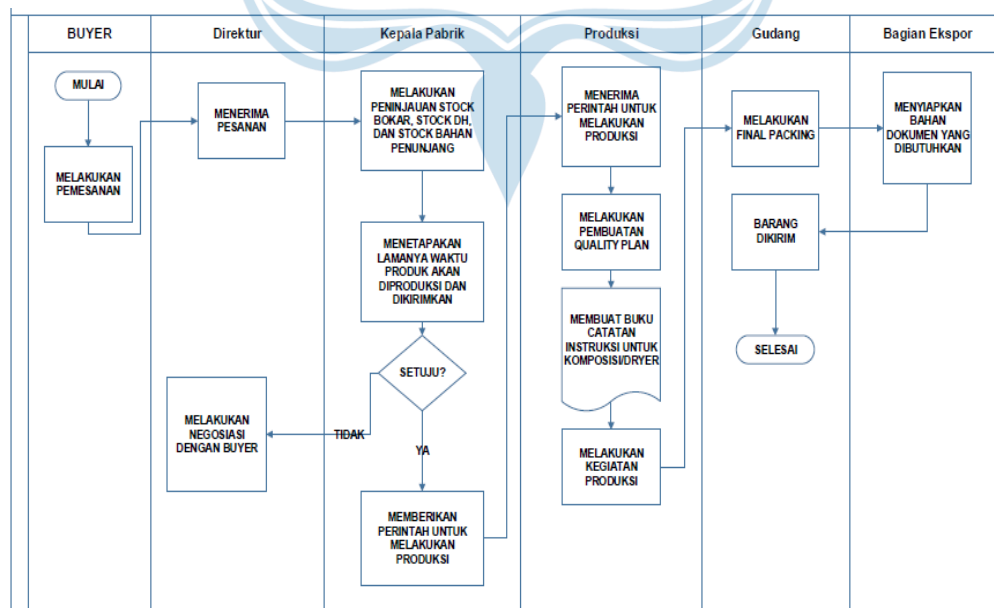 BUYER
Direktur
Kepala Pabrik
Produksi
Gudang
Bagian Ekspor
MULAI
MELAKUKAN
PEMESANAN
MENERIMA
PESANAN
MELAKUKAN
NEGOSIASI
DENGAN BUYER
MELAKUKAN
PENINJAUAN STOCK
BOKAR, STOCK DH,
DAN STOCK BAHAN
PENUNJANG
MENETAPAKAN
LAMANYA WAKTU
PRODUK AKAN
DIPRODUKSI DAN
DIKIRIMKAN
SETUJU?
TIDAK
YA
MEMBERIKAN
PERINTAH UNTUK
MELAKUKAN
PRODUKSI
MENERIMA
PERINTAH UNTUK
MELAKUKAN
PRODUKSI
MELAKUKAN
PEMBUATAN
QUALITY PLAN
MEMBUAT BUKU
CATATAN
INSTRUKSI UNTUK
KOMPOSISI/DRYER
MELAKUKAN
KEGIATAN
PRODUKSI
MELAKUKAN
FINAL PACKING
BARANG
DIKIRIM
SELESAI
MENYIAPKAN
BAHAN
DOKUMEN YANG
DIBUTUHKAN